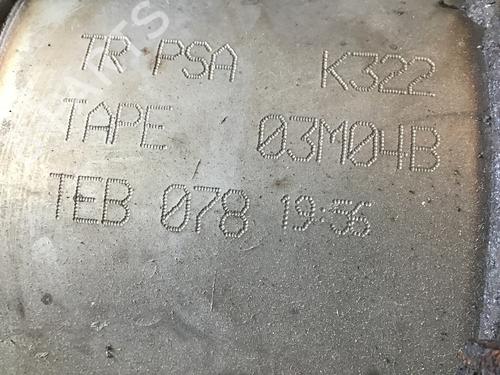 TR PSA K322
TAPE 03M04B
TEB 078 19:56